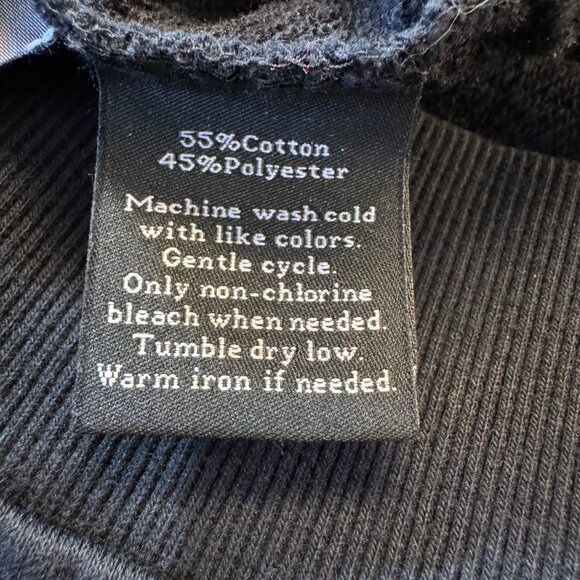 55%Cotton
45%Polyester
Machine wash cold
with like colors.
Gentle cycle.
Only non-chlorine
bleach when needed.
Tumble dry low.
Warm iron if needed.